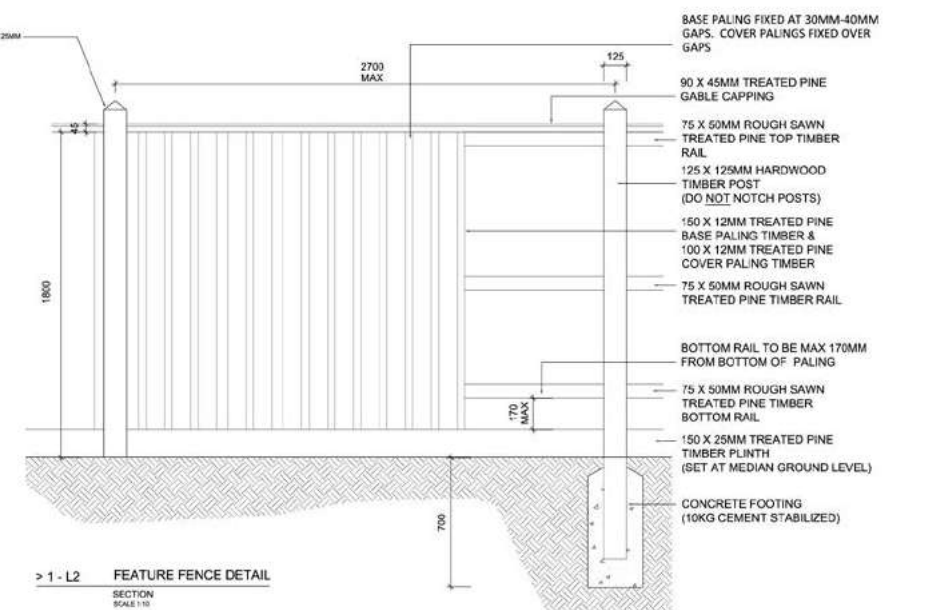 BASE PALING FIXED AT 30MM-40MM
GAPS. COVER PALINGS FIXED OVER
GAPS
25MM
2700
MAX
125
90 X 45MM TREATED PINE
GABLE CAPPING
45
75 X 50MM ROUGH SAWN
TREATED PINE TOP TIMBER
RAIL
125 X 125MM HARDWOOD
TIMBER POST
(DO NOT NOTCH POSTS)
150 X 12MM TREATED PINE
BASE PALING TIMBER &
100 X 12MM TREATED PINE
COVER PALING TIMBER
1800
75 X 50MM ROUGH SAWN
TREATED PINE TIMBER RAIL
BOTTOM RAIL TO BE MAX 170MM
FROM BOTTOM OF PALING
170
MAX
75 X 50MM ROUGH SAWN
TREATED PINE TIMBER
BOTTOM RAIL
150 X 25MM TREATED PINE
TIMBER PLINTH
(SET AT MEDIAN GROUND LEVEL)
700
CONCRETE FOOTING
(10KG CEMENT STABILIZED)
> 1 - L2 FEATURE FENCE DETAIL
SECTION
SCALE 1:10